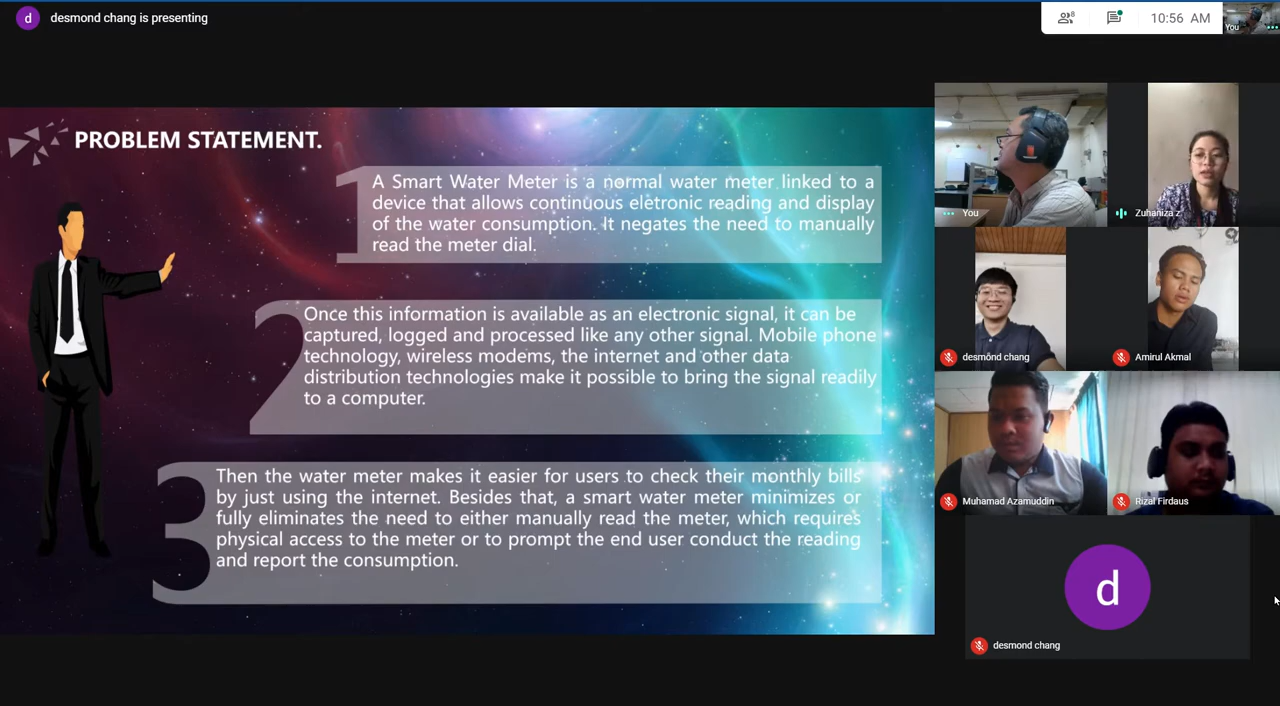 d
desmond chang is presenting
8
10:56 AM
You
PROBLEM STATEMENT.
1
A Smart Water Meter is a normal water meter linked to a
device that allows continuous eletronic reading and display
of the water consumption. It negates the need to manually
read the meter dial.
2
Once this information is available as an electronic signal, it can be
captured, logged and processed like any other signal. Mobile phone
technology, wireless modems, the internet and other data
distribution technologies make it possible to bring the signal readily
to a computer.
3
Then the water meter makes it easier for users to check their monthly bills
by just using the internet. Besides that, a smart water meter minimizes or
fully eliminates the need to either manually read the meter, which requires
physical access to the meter or to prompt the end user conduct the reading
and report the consumption.
You
Zuhaniza z
desmond chang
Amirul Akmal
Muhamad Azamuddin
Rizal Firdaus
d
desmond chang